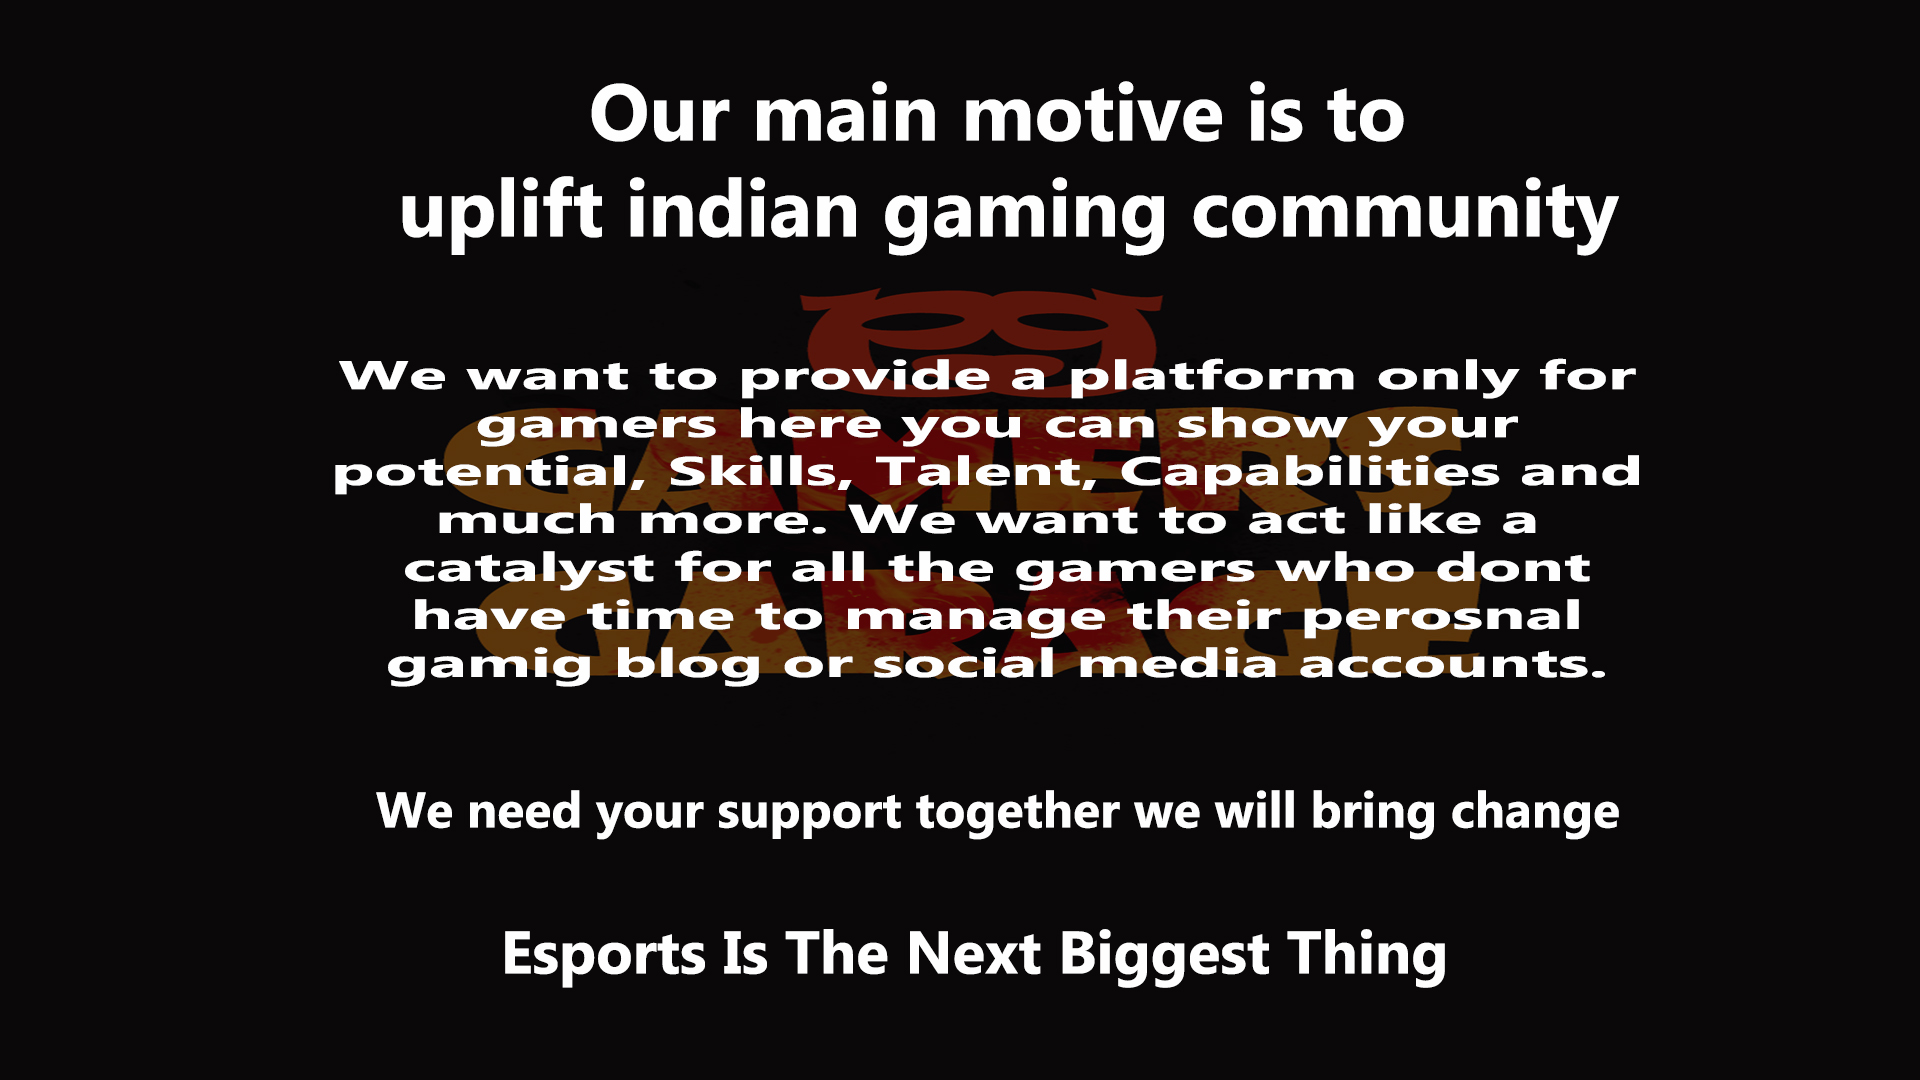 Our main motive is to
uplift indian gaming community
We want to provide a platform only for
gamers here you can show your
potential, Skills, Talent, Capabilities and
much more. We want to act like a
catalyst for all the gamers who dont
have time to manage their perosnal
gamig blog or social media accounts.
GAMERS
GARAGE
We need your support together we will bring change
Esports Is The Next Biggest Thing